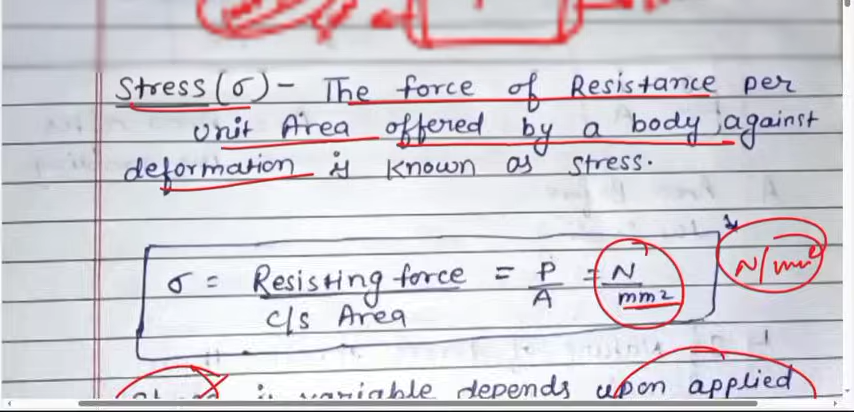 Stress (σ) - The force of Resistance per
unit Area offered by a body, against
deformation is known as stress.
σ = Resisting force / c/s Area = P/A = N/mm2
N/mm2
is variable depends upon applied